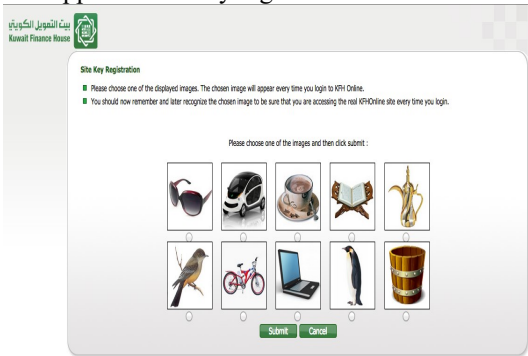 بيت التمويل الكويتي
Kuwait Finance House
Site Key Registration
Please choose one of the displayed images. The chosen image will appear every time you login to KFH Online.
You should now remember and later recognize the chosen image to be sure that you are accessing the real KFHOnline site every time you login.
Please choose one of the images and then click submit :
Submit Cancel